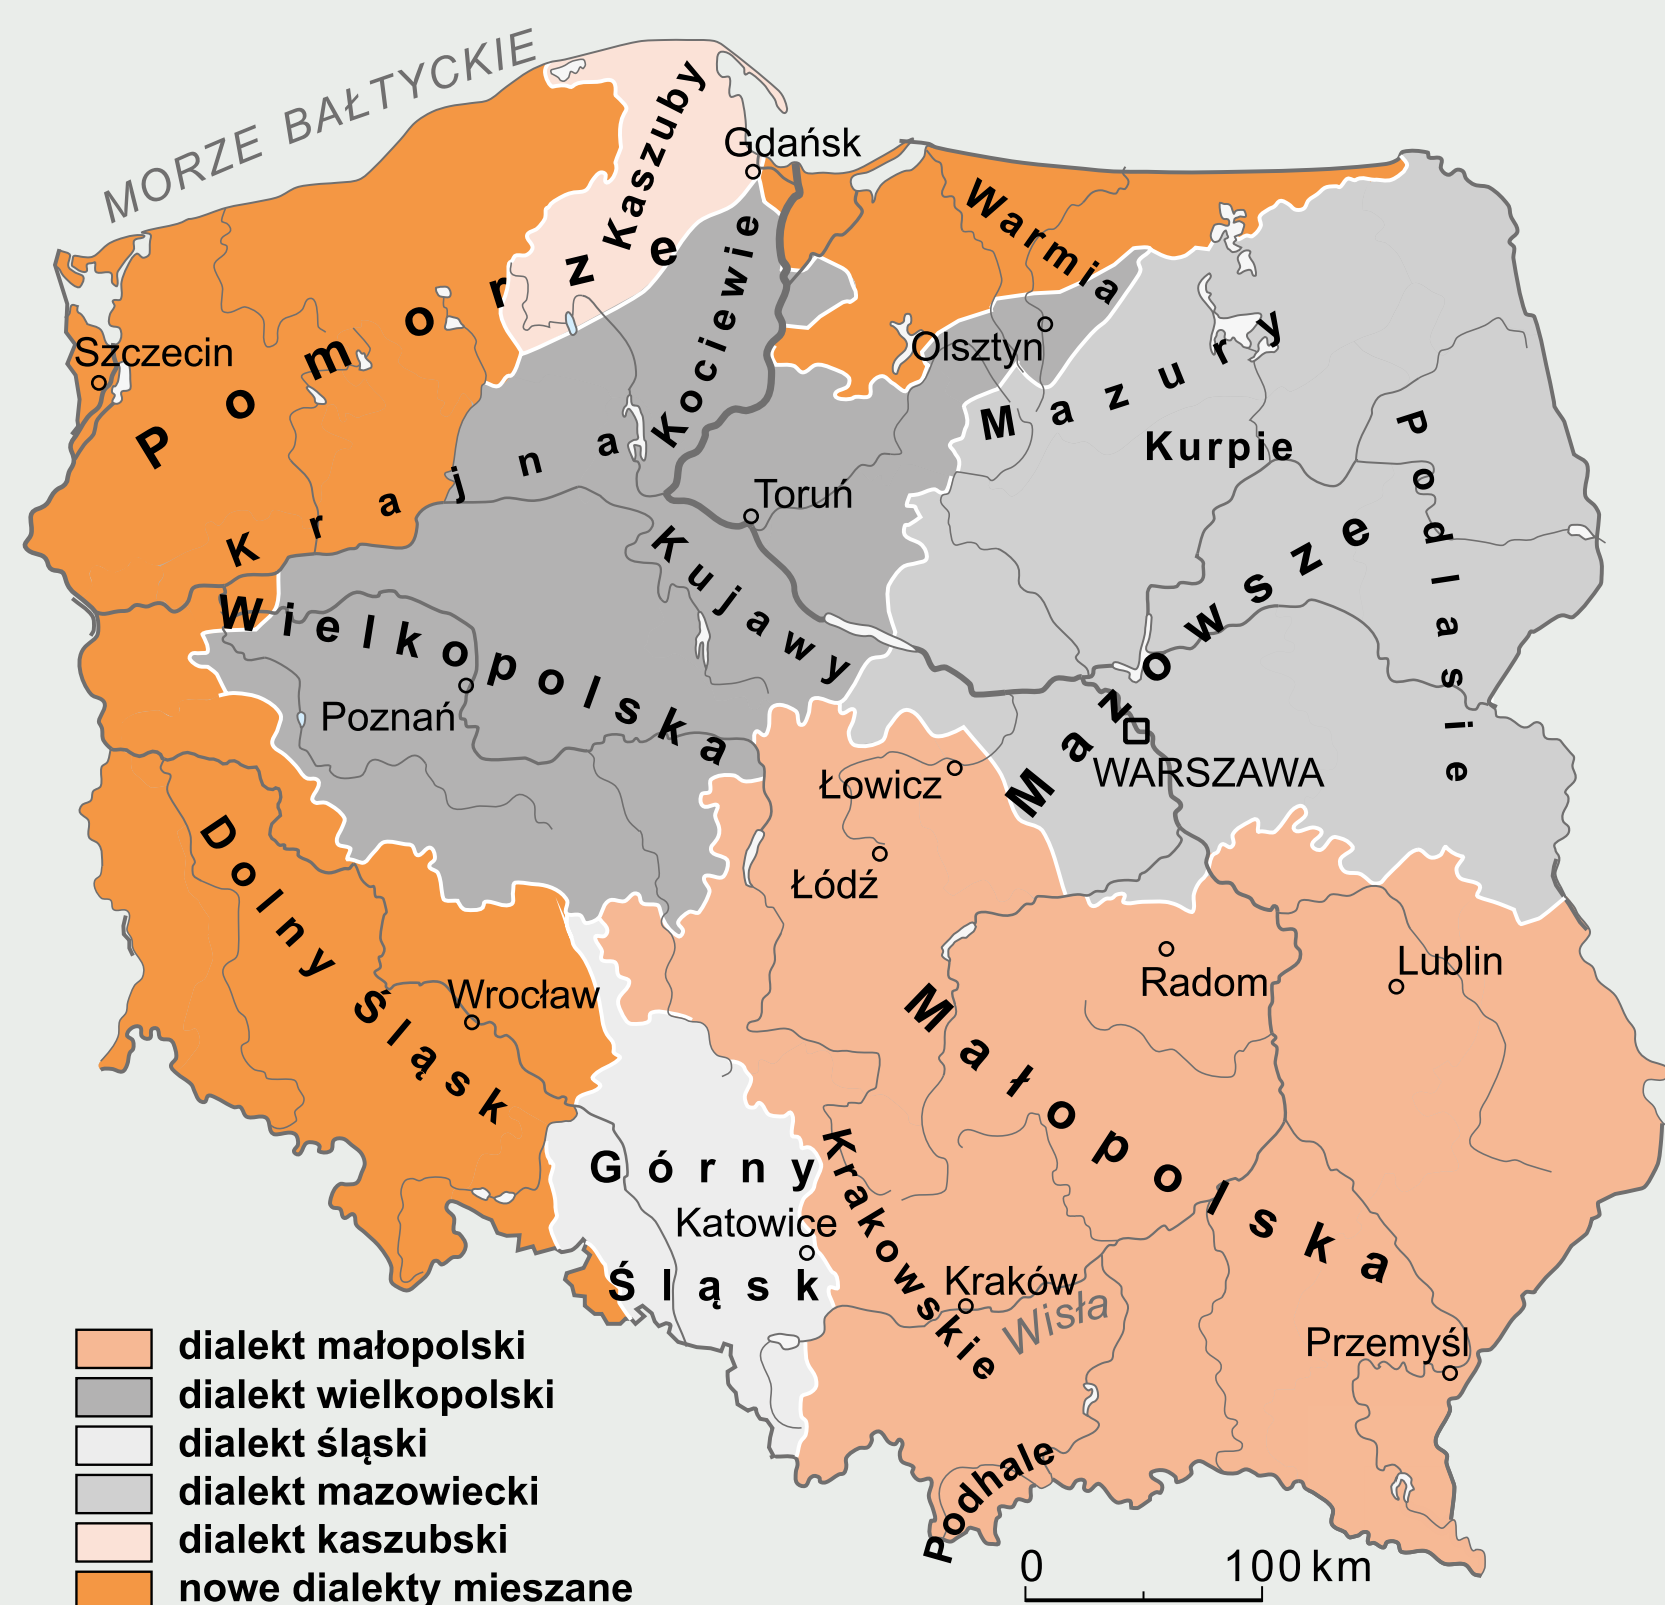 MORZE BAŁTYCKIE
Kaszuby
Gdańsk
Warmia
Kociewie
Pomorze
Szczecin
Olsztyn
Mazury
Kurpie
Podlasie
Krajna
Toruń
Kujawy
Mazowsze
Wielkopolska
Poznań
WARSZAWA
Łowicz
Łódź
Dolny Śląsk
Wrocław
Radom
Lublin
Małopolska
Krakowskie
Górny
Katowice
Śląsk
Kraków
Wisła
Przemyśl
Podhale
dialekt małopolski
dialekt wielkopolski
dialekt śląski
dialekt mazowiecki
dialekt kaszubski
nowe dialekty mieszane
0 100 km